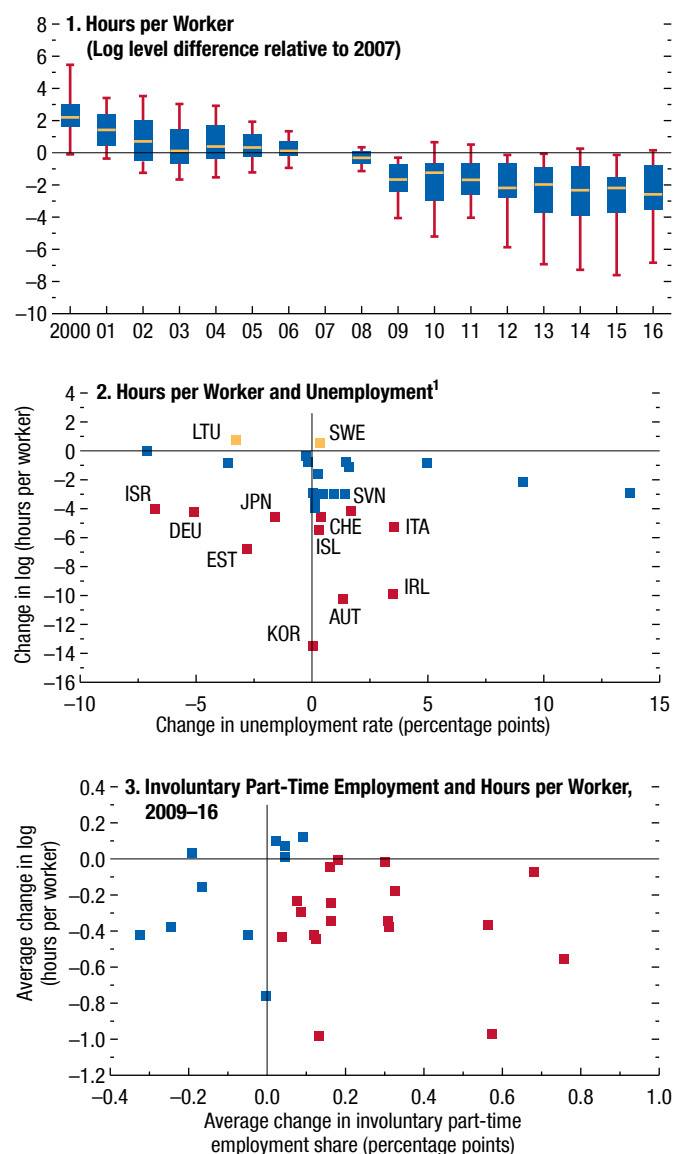 1. Hours per Worker
(Log level difference relative to 2007)
8
6
4
2
0
−2
−4
−6
−8
−10
2000 01 02 03 04 05 06 07 08 09 10 11 12 13 14 15 16
2. Hours per Worker and Unemployment¹
Change in log (hours per worker)
4
2
0
−2
−4
−6
−8
−10
−12
−14
−16
LTU
SWE
ISR
DEU
JPN
SVN
CHE
ITA
ISL
EST
IRL
AUT
KOR
−10 −5 0 5 10 15
Change in unemployment rate (percentage points)
3. Involuntary Part-Time Employment and Hours per Worker,
2009–16
Average change in log
(hours per worker)
0.4
0.2
0.0
−0.2
−0.4
−0.6
−0.8
−1.0
−1.2
−0.4 −0.2 0.0 0.2 0.4 0.6 0.8 1.0
Average change in involuntary part-time
employment share (percentage points)